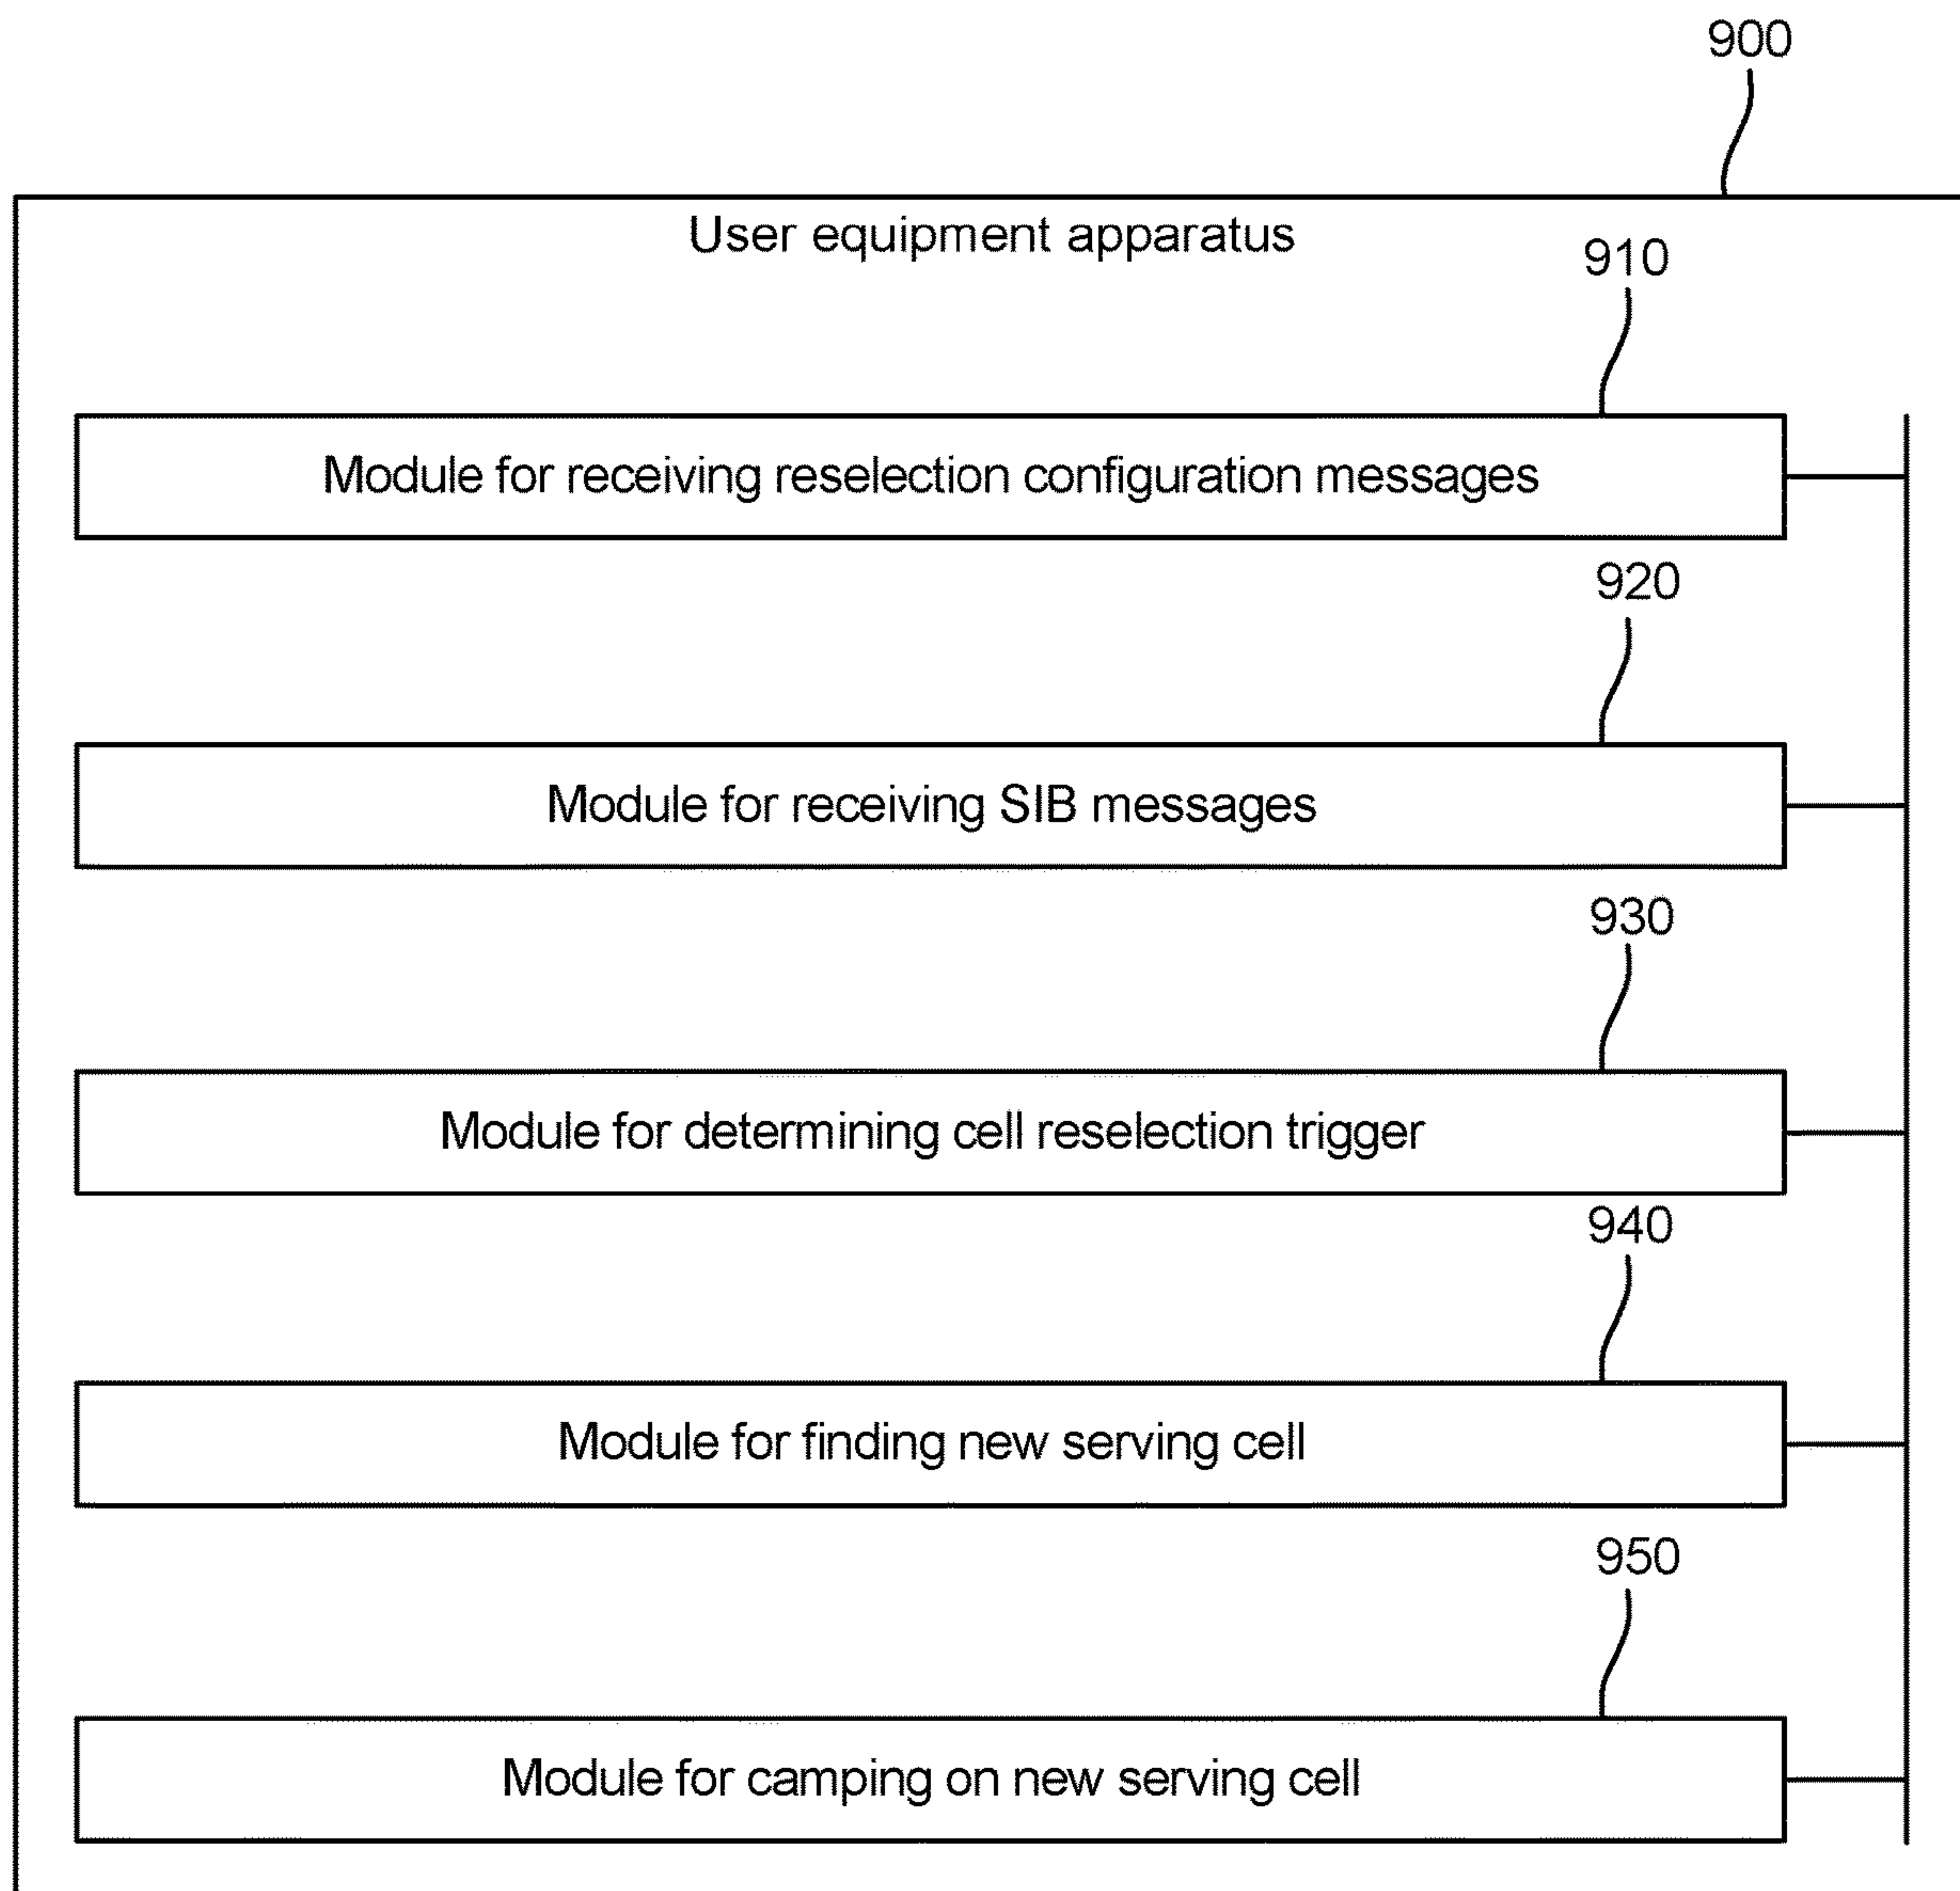 900
User equipment apparatus
910
Module for receiving reselection configuration messages
920
Module for receiving SIB messages
930
Module for determining cell reselection trigger
940
Module for finding new serving cell
950
Module for camping on new serving cell